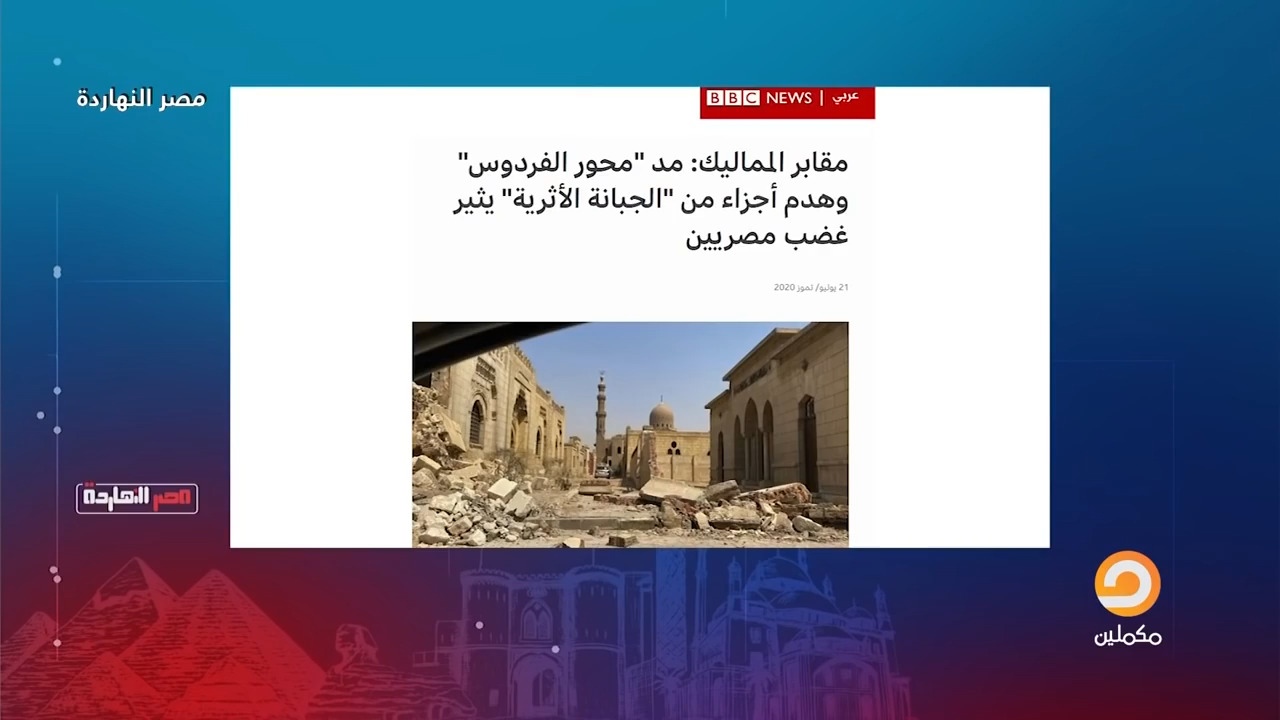 مصر النهاردة
BBC NEWS | عربي
مقابر المماليك: مد "محور الفردوس"
وهدم أجزاء من "الجبانة الأثرية" يثير
غضب مصريين
21 يوليو/ تموز 2020
مصر النهاردة
مكملين